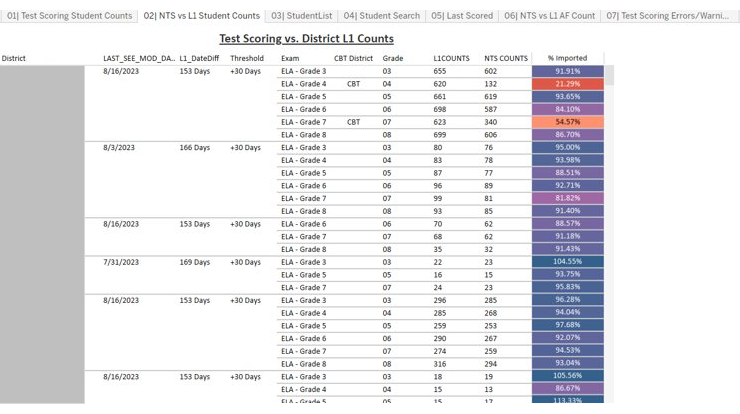 01| Test Scoring Student Counts 02| NTS vs L1 Student Counts 03| StudentList 04| Student Search 05| Last Scored 06| NTS vs L1 AF Count 07| Test Scoring Errors/Warni...
Test Scoring vs. District L1 Counts
District LAST_SEE_MOD_DA.. L1_DateDiff Threshold Exam CBT District Grade L1COUNTS NTS COUNTS % Imported
8/16/2023 153 Days +30 Days ELA - Grade 3 03 655 602 91.91%
ELA - Grade 4 CBT 04 620 132 21.29%
ELA - Grade 5 05 661 619 93.65%
ELA - Grade 6 06 698 587 84.10%
ELA - Grade 7 CBT 07 623 340 54.57%
ELA - Grade 8 08 699 606 86.70%
8/3/2023 166 Days +30 Days ELA - Grade 3 03 80 76 95.00%
ELA - Grade 4 04 83 78 93.98%
ELA - Grade 5 05 87 77 88.51%
ELA - Grade 6 06 96 89 92.71%
ELA - Grade 7 07 99 81 81.82%
ELA - Grade 8 08 93 85 91.40%
8/16/2023 153 Days +30 Days ELA - Grade 6 06 70 62 88.57%
ELA - Grade 7 07 68 62 91.18%
ELA - Grade 8 08 35 32 91.43%
7/31/2023 169 Days +30 Days ELA - Grade 3 03 22 23 104.55%
ELA - Grade 5 05 16 15 93.75%
ELA - Grade 7 07 24 23 95.83%
8/16/2023 153 Days +30 Days ELA - Grade 3 03 296 285 96.28%
ELA - Grade 4 04 285 268 94.04%
ELA - Grade 5 05 259 253 97.68%
ELA - Grade 6 06 290 267 92.07%
ELA - Grade 7 07 274 259 94.53%
ELA - Grade 8 08 316 294 93.04%
8/16/2023 153 Days +30 Days ELA - Grade 3 03 18 19 105.56%
ELA - Grade 4 04 15 13 86.67%
ELA - Grade 5 05 15 17 113.33%